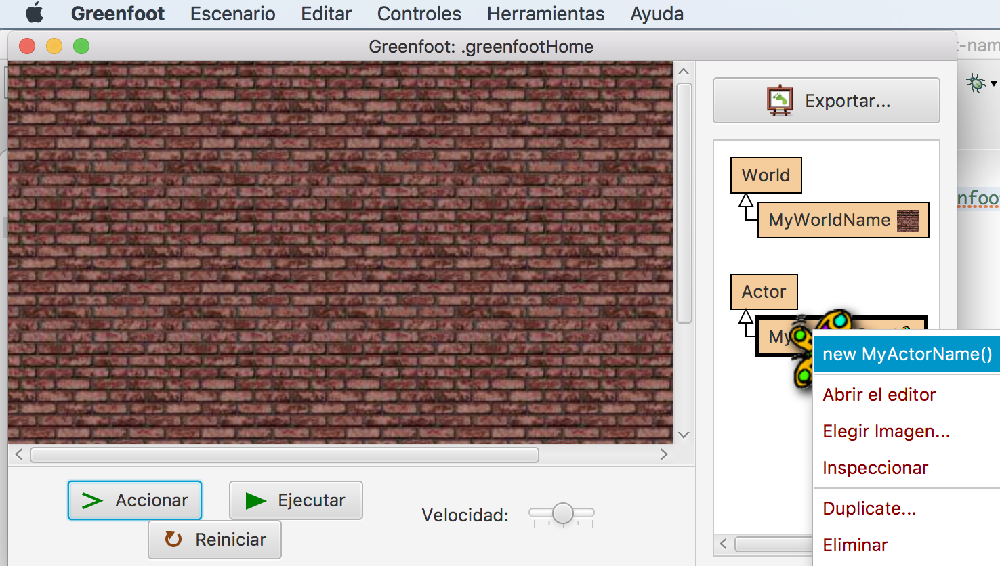 Greenfoot Escenario Editar Controles Herramientas Ayuda
Greenfoot: .greenfootHome
t-nam
Exportar...
World
nfoo
MyWorldName
Actor
My
new MyActorName()
Abrir el editor
Elegir Imagen...
Inspeccionar
Duplicate...
Eliminar
Accionar
Ejecutar
Velocidad:
Reiniciar